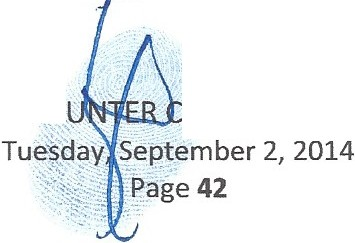 UNTER C
Tuesday, September 2, 2014
Page 42